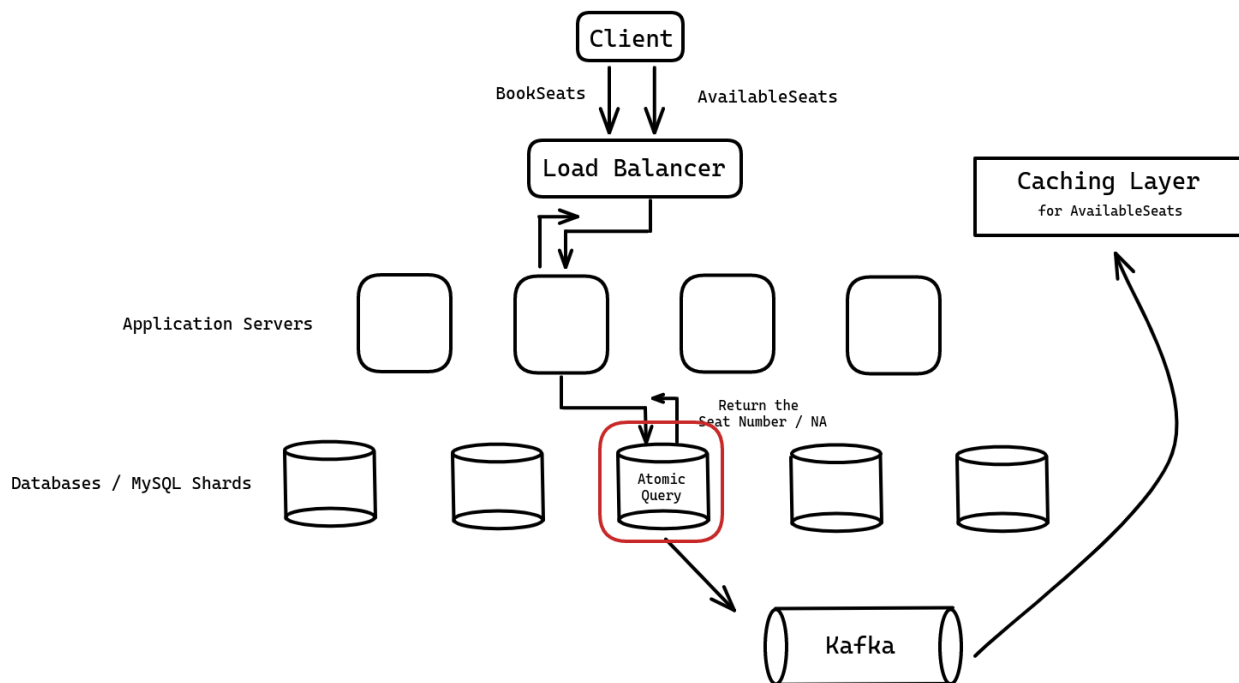 Client
BookSeats
AvailableSeats
Load Balancer
Caching Layer
for AvailableSeats
Application Servers
Return the
Seat Number / NA
Databases / MySQL Shards
Atomic
Query
Kafka